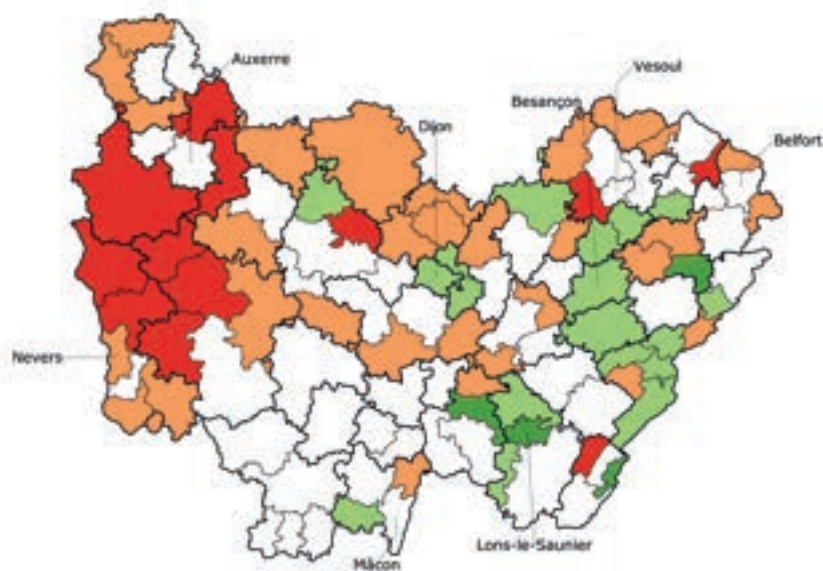 Auxerre
Vesoul
Besançon
Dijon
Belfort
Nevers
Lons-le-Saunier
Mâcon